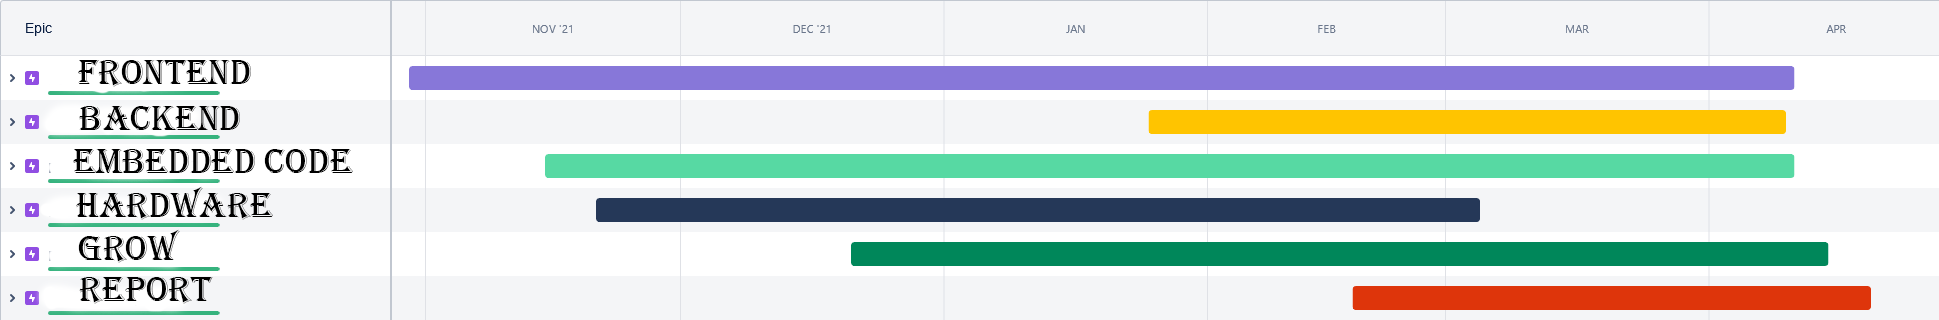 Epic NOV '21 DEC '21 JAN FEB MAR APR
FRONTEND
BACKEND
EMBEDDED CODE
HARDWARE
GROW
REPORT